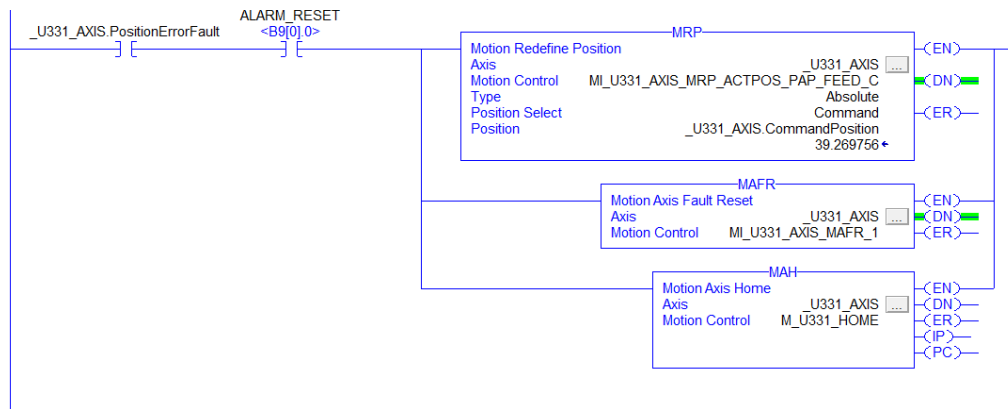 ALARM_RESET
_U331_AXIS.PositionErrorFault <B9[0].0>
MRP
Motion Redefine Position
Axis _U331_AXIS ...
Motion Control MI_U331_AXIS_MRP_ACTPOS_PAP_FEED_C
Type Absolute
Position Select Command
Position _U331_AXIS.CommandPosition
39.269756
EN
DN
ER
MAFR
Motion Axis Fault Reset
Axis _U331_AXIS ...
Motion Control MI_U331_AXIS_MAFR_1
EN
DN
ER
MAH
Motion Axis Home
Axis _U331_AXIS ...
Motion Control M_U331_HOME
EN
DN
ER
IP
PC